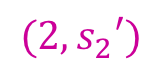 (2, s₂′)